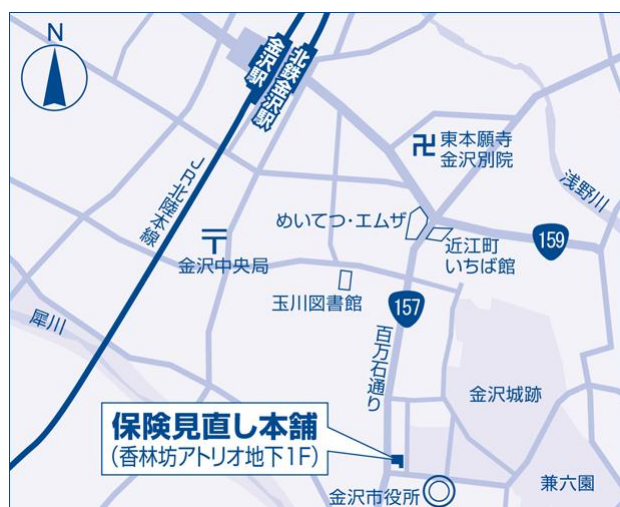 N
金沢駅
北鉄金沢駅
卍
東本願寺
金沢別院
浅野川
JR北陸本線
〒
金沢中央局
めいてつ・エムザ
近江町
いちば館
159
玉川図書館
157
百万石通り
犀川
金沢城跡
保険見直し本舗
(香林坊アトリオ地下1F)
金沢市役所
兼六園